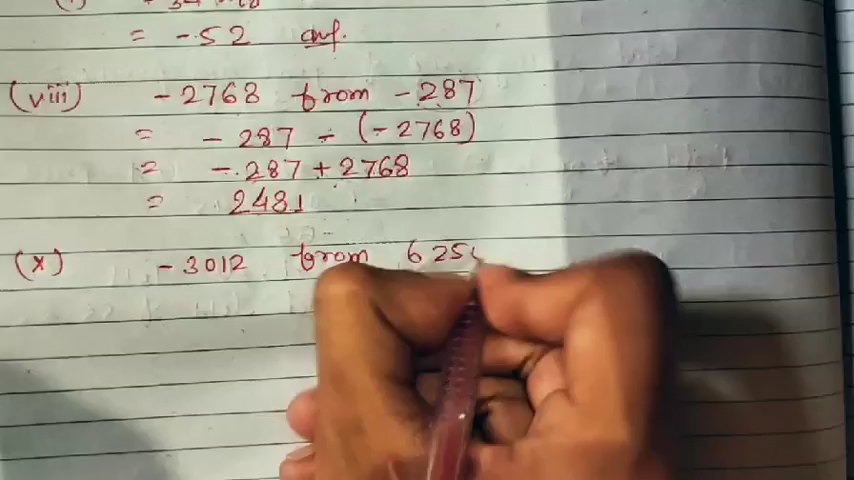 = -52 ans.
(viii) -2768 from -287
= -287 - (-2768)
= -287 + 2768
= 2481
(x) -3012 from 625